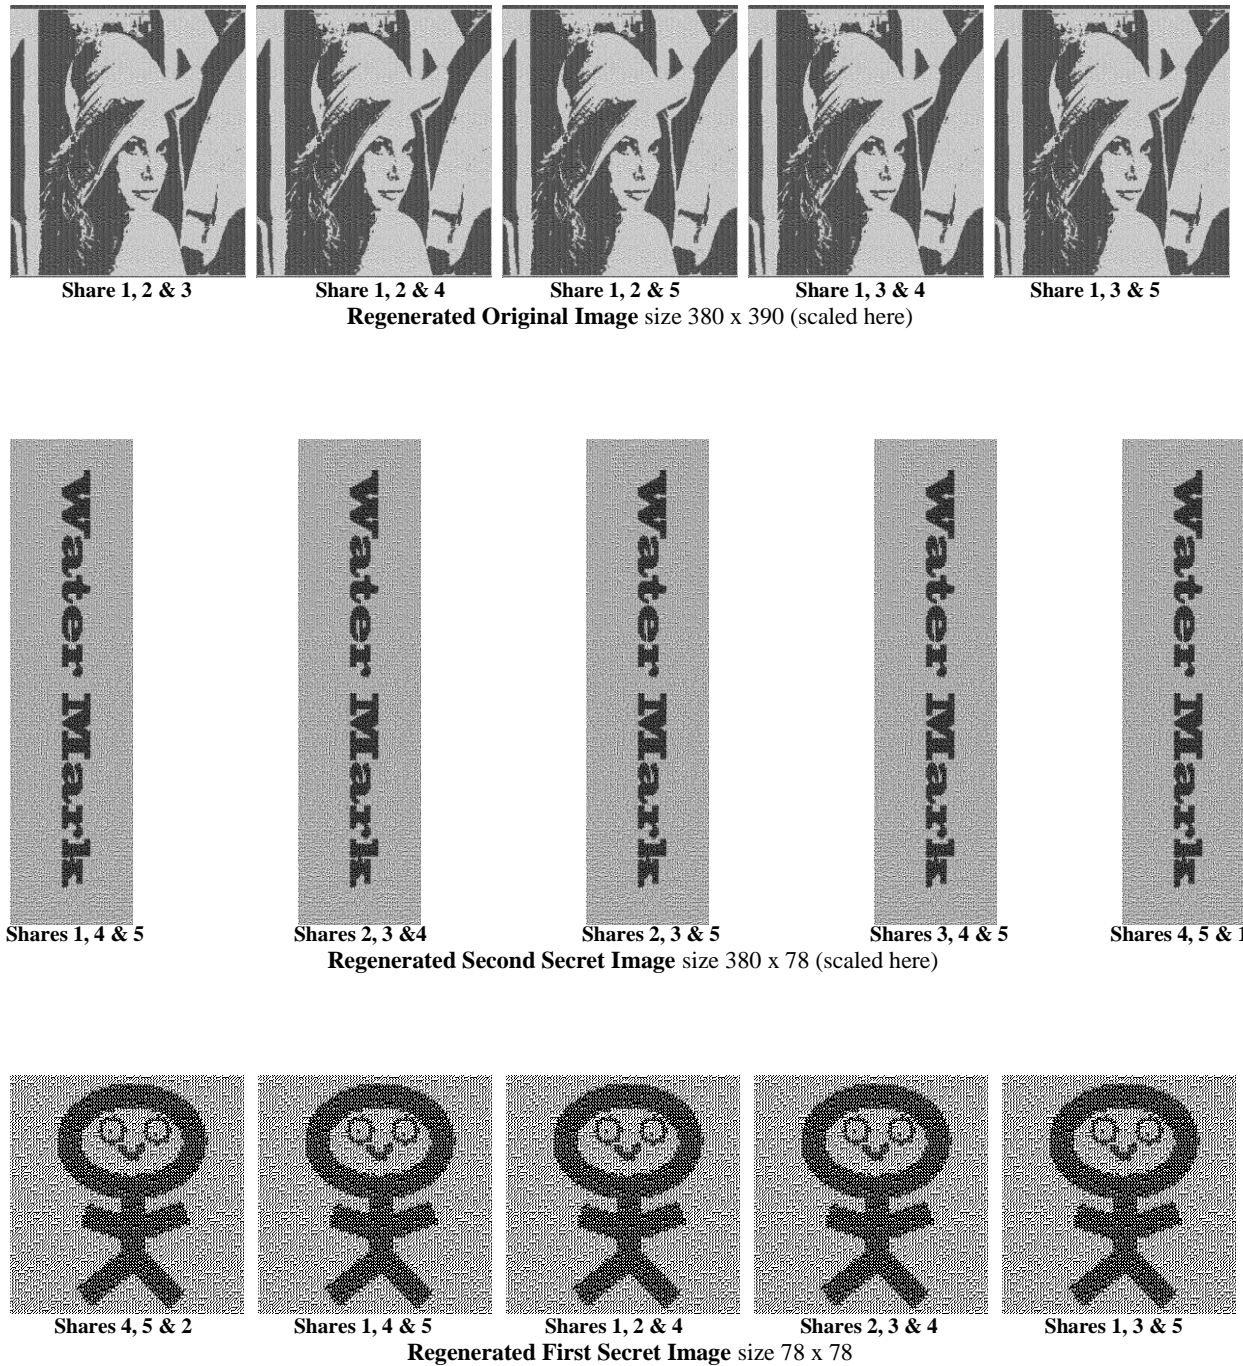 Share 1, 2 & 3 Share 1, 2 & 4 Share 1, 2 & 5 Share 1, 3 & 4 Share 1, 3 & 5
Regenerated Original Image size 380 x 390 (scaled here)
Water Mark Water Mark Water Mark Water Mark Water Mark
Shares 1, 4 & 5 Shares 2, 3 &4 Shares 2, 3 & 5 Shares 3, 4 & 5 Shares 4, 5 & 1
Regenerated Second Secret Image size 380 x 78 (scaled here)
Shares 4, 5 & 2 Shares 1, 4 & 5 Shares 1, 2 & 4 Shares 2, 3 & 4 Shares 1, 3 & 5
Regenerated First Secret Image size 78 x 78